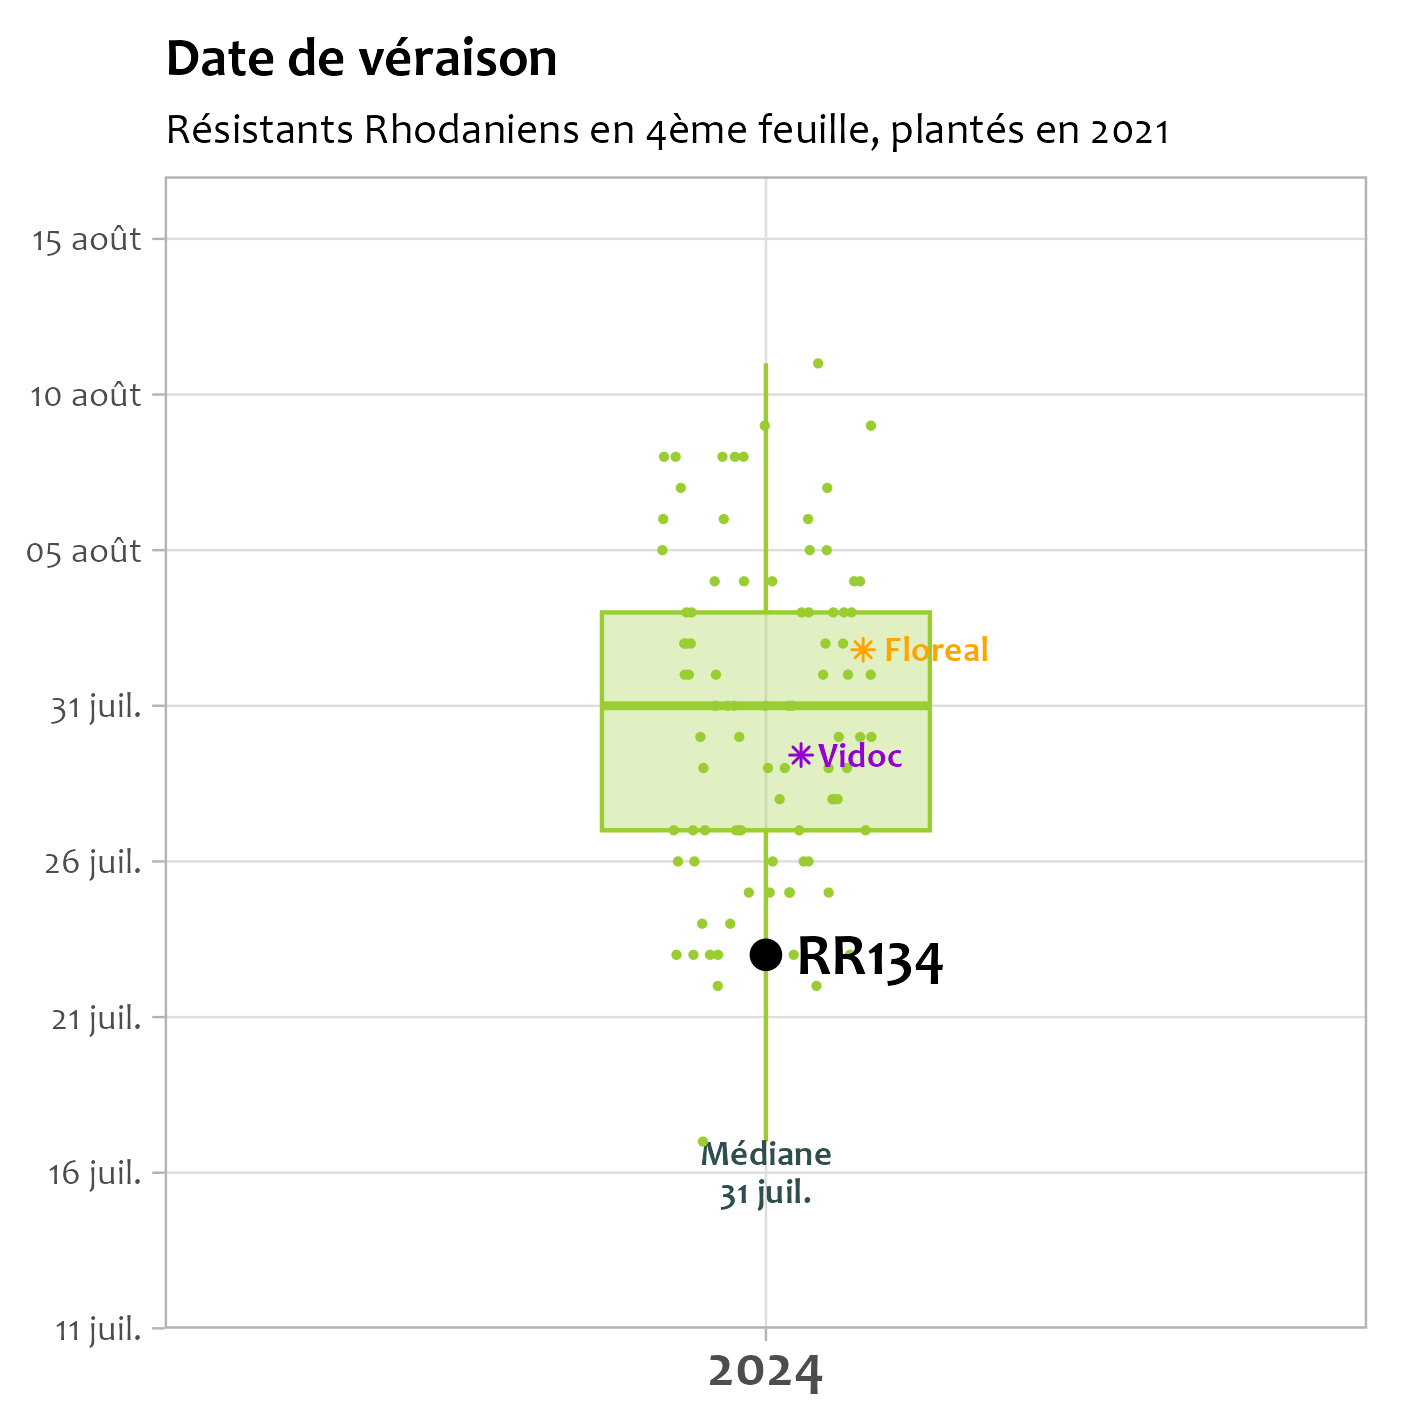 Date de véraison
Résistants Rhodaniens en 4ème feuille, plantés en 2021
15 août
10 août
05 août
Floreal
31 juil.
Vidoc
26 juil.
RR134
21 juil.
Médiane
16 juil.
31 juil.
11 juil.
2024